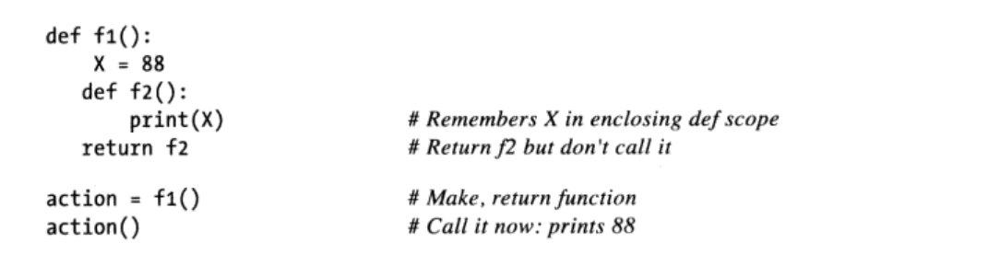 def f1():
     X = 88
    def f2():
        print(X)                    # Remembers X in enclosing def scope
    return f2                       # Return f2 but don't call it

action = f1()                       # Make, return function
action()                            # Call it now: prints 88